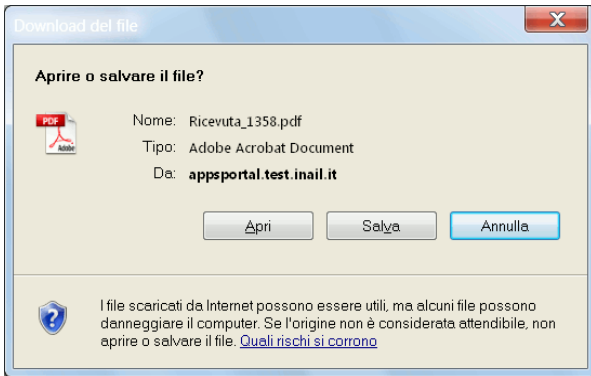 Download del file
X
Aprire o salvare il file?
PDF
Adobe
Nome: Ricevuta_1358.pdf
Tipo: Adobe Acrobat Document
Da: appsportal.test.inail.it
Apri Salva Annulla
I file scaricati da Internet possono essere utili, ma alcuni file possono
danneggiare il computer. Se l'origine non è considerata attendibile, non
aprire o salvare il file. Quali rischi si corrono